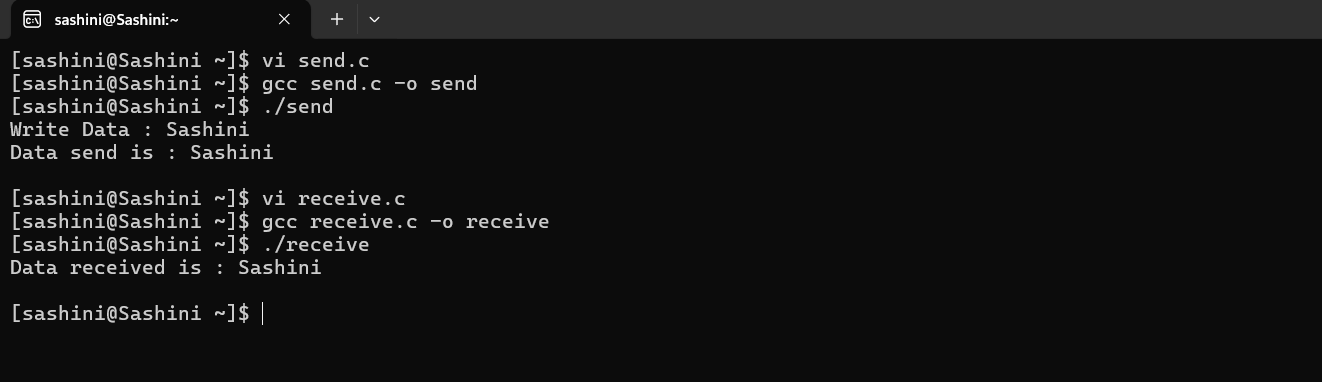 sashini@Sashini:~
[sashini@Sashini ~]$ vi send.c
[sashini@Sashini ~]$ gcc send.c -o send
[sashini@Sashini ~]$ ./send
Write Data : Sashini
Data send is : Sashini
[sashini@Sashini ~]$ vi receive.c
[sashini@Sashini ~]$ gcc receive.c -o receive
[sashini@Sashini ~]$ ./receive
Data received is : Sashini
[sashini@Sashini ~]$